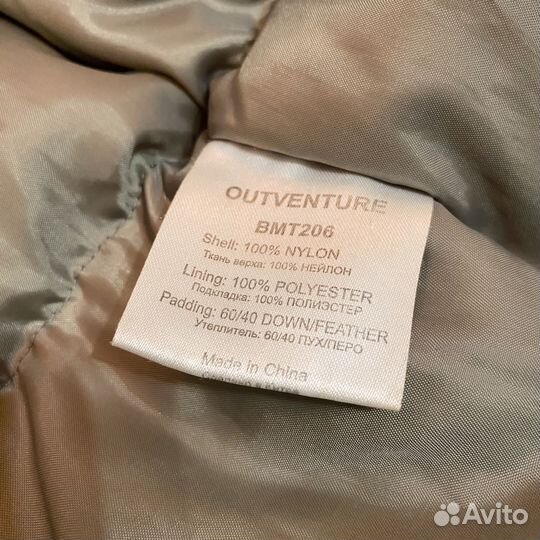 OUTVENTURE
BMT206
Shell: 100% NYLON
Ткань верха: 100% НЕЙЛОН
Lining: 100% POLYESTER
Подкладка: 100% ПОЛИЭСТЕР
Padding: 60/40 DOWN/FEATHER
Утеплитель: 60/40 ПУХ/ПЕРО
Made in China
Avito